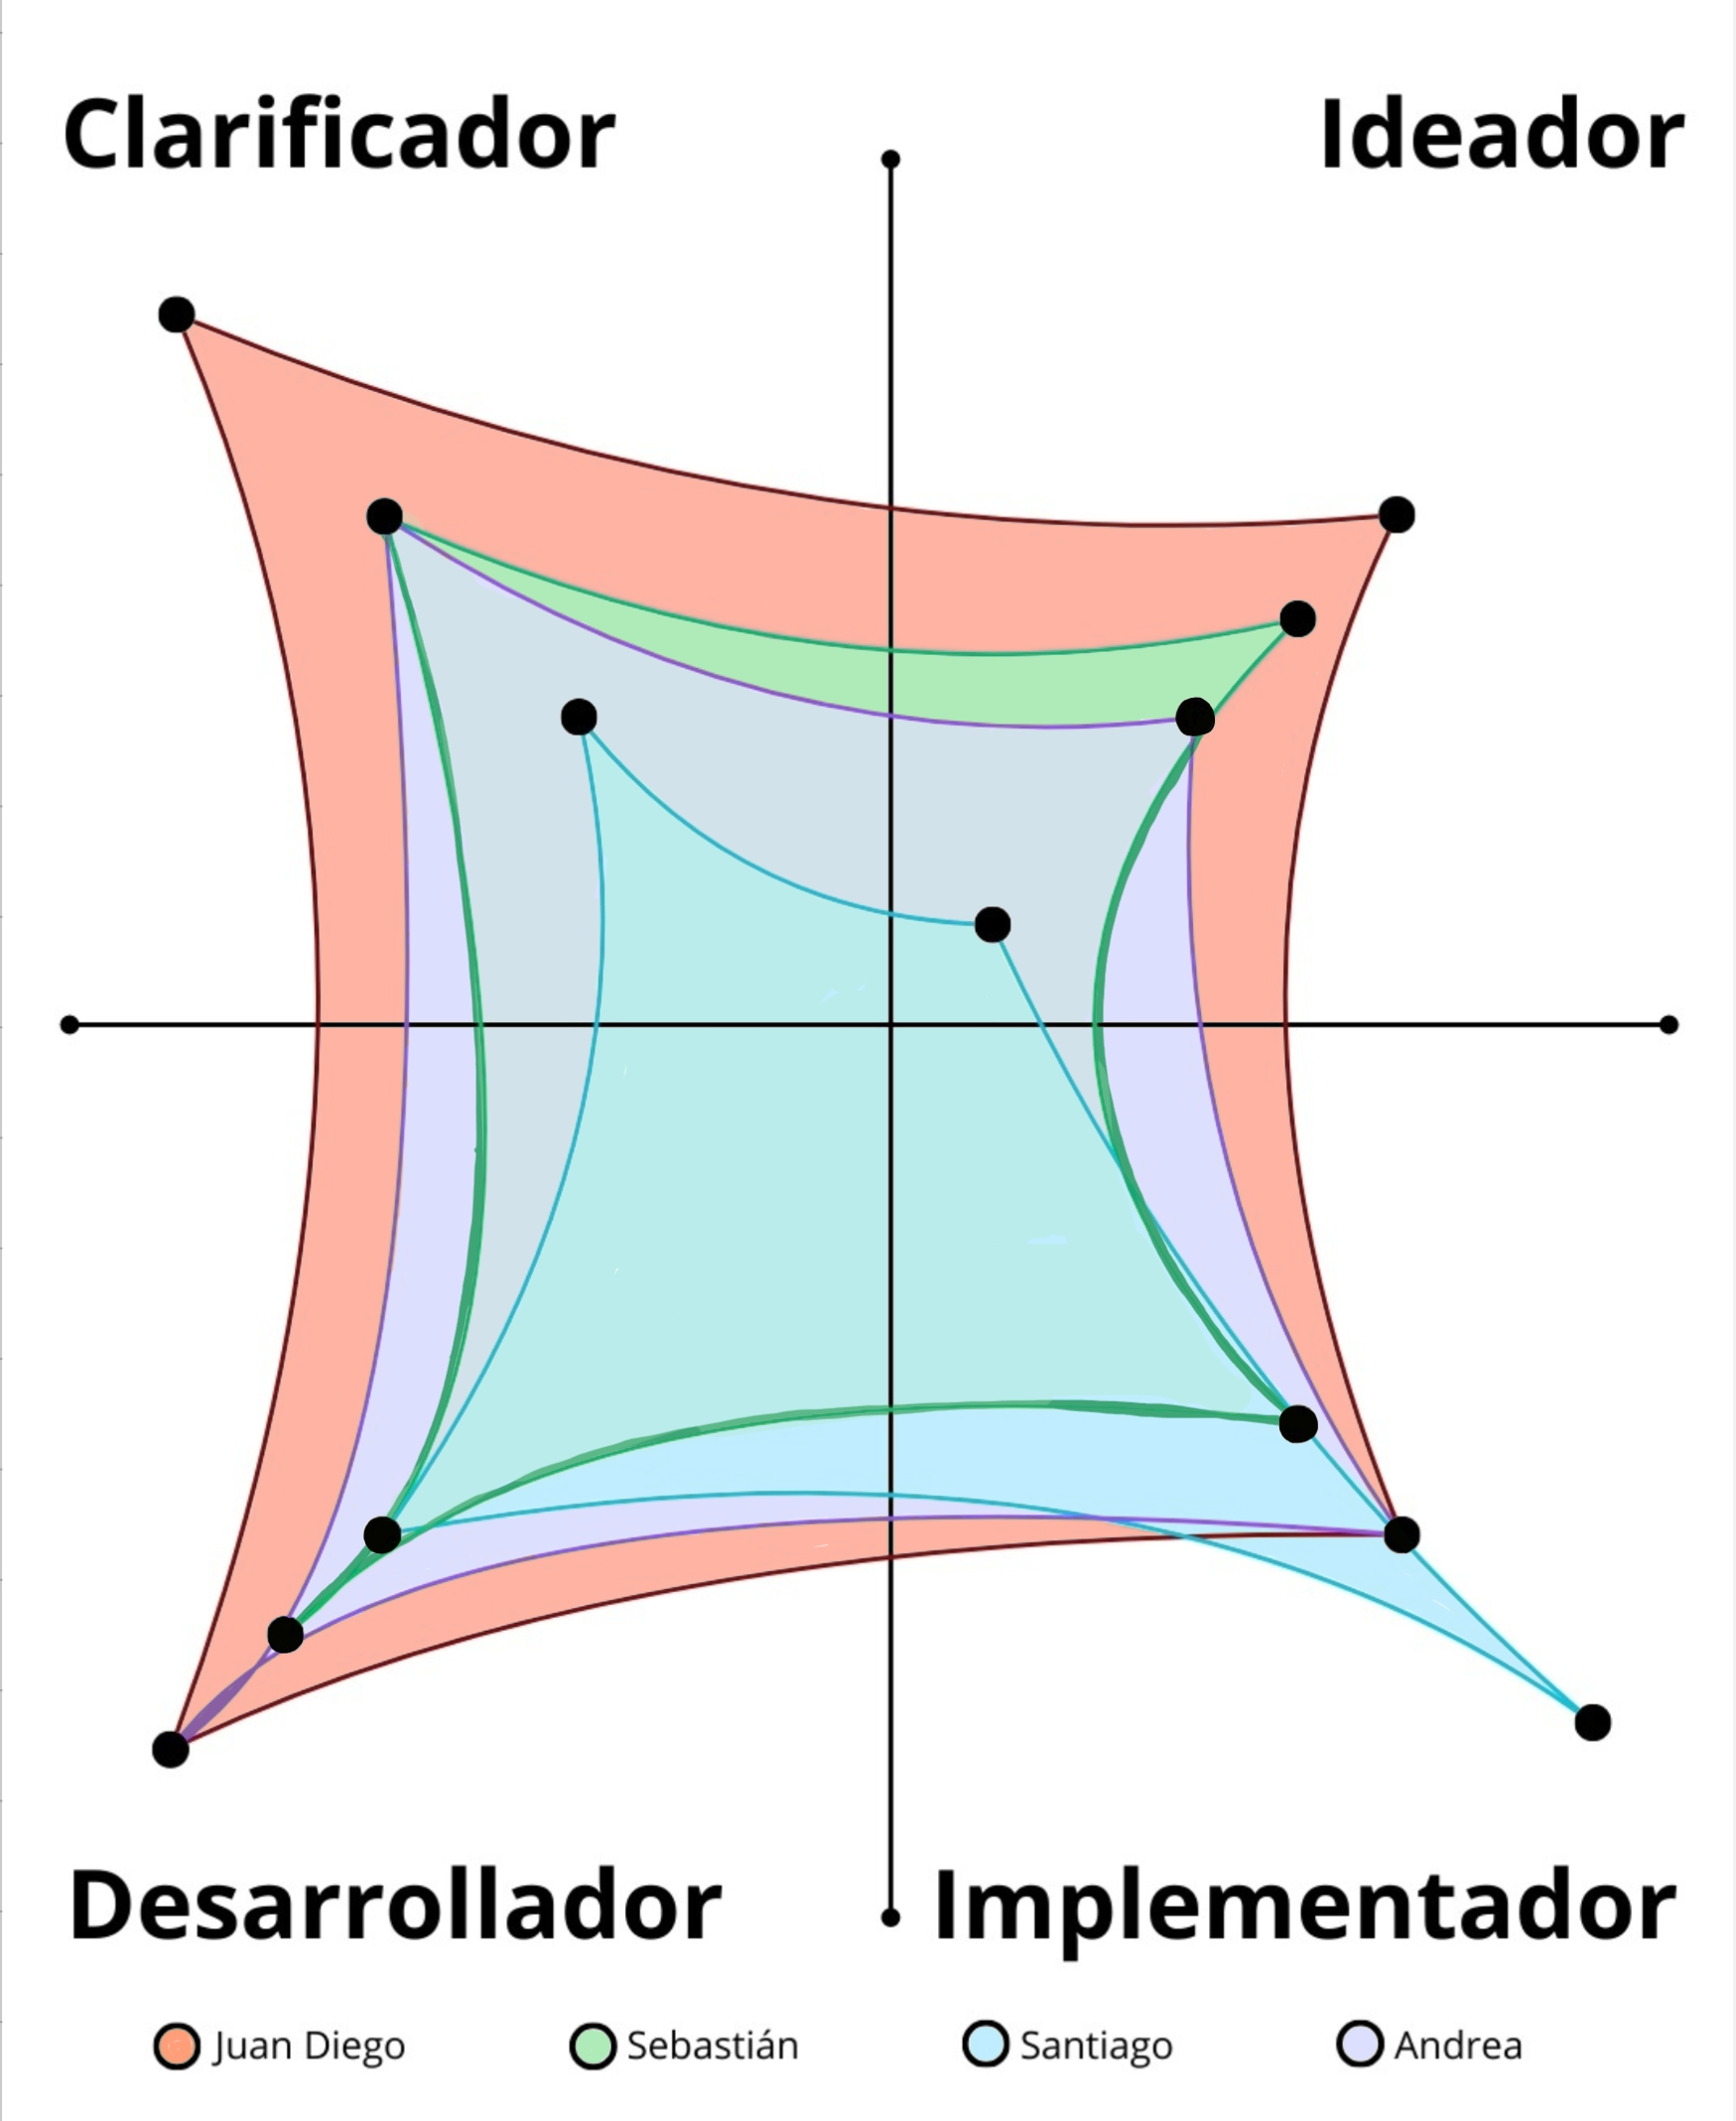 Clarificador
Ideador
Desarrollador
Implementador
Juan Diego
Sebastián
Santiago
Andrea